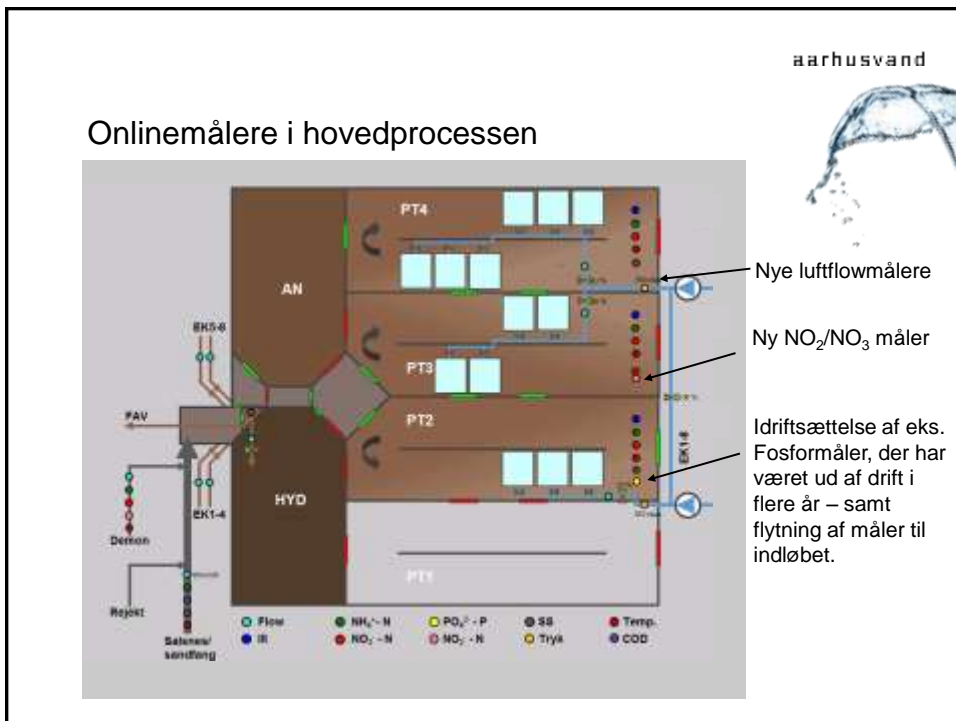 aarhusvand
Onlinemålere i hovedprocessen
PT4
AN
EK5-8
PT3
FAV
PT2
EK1-8
HYD
EK1-4
Demon
PT1
Rejekt
sandfang
Nye luftflowmålere
Ny NO₂/NO₃ måler
Idriftsættelse af eks.
Fosformåler, der har
været ud af drift i
flere år – samt
flytning af måler til
indløbet.
Flow
NH₄⁺- N
PO₄³⁻ - P
SS
Temp.
NO₃⁻ - N
NO₂⁻ - N
Tryk
COD